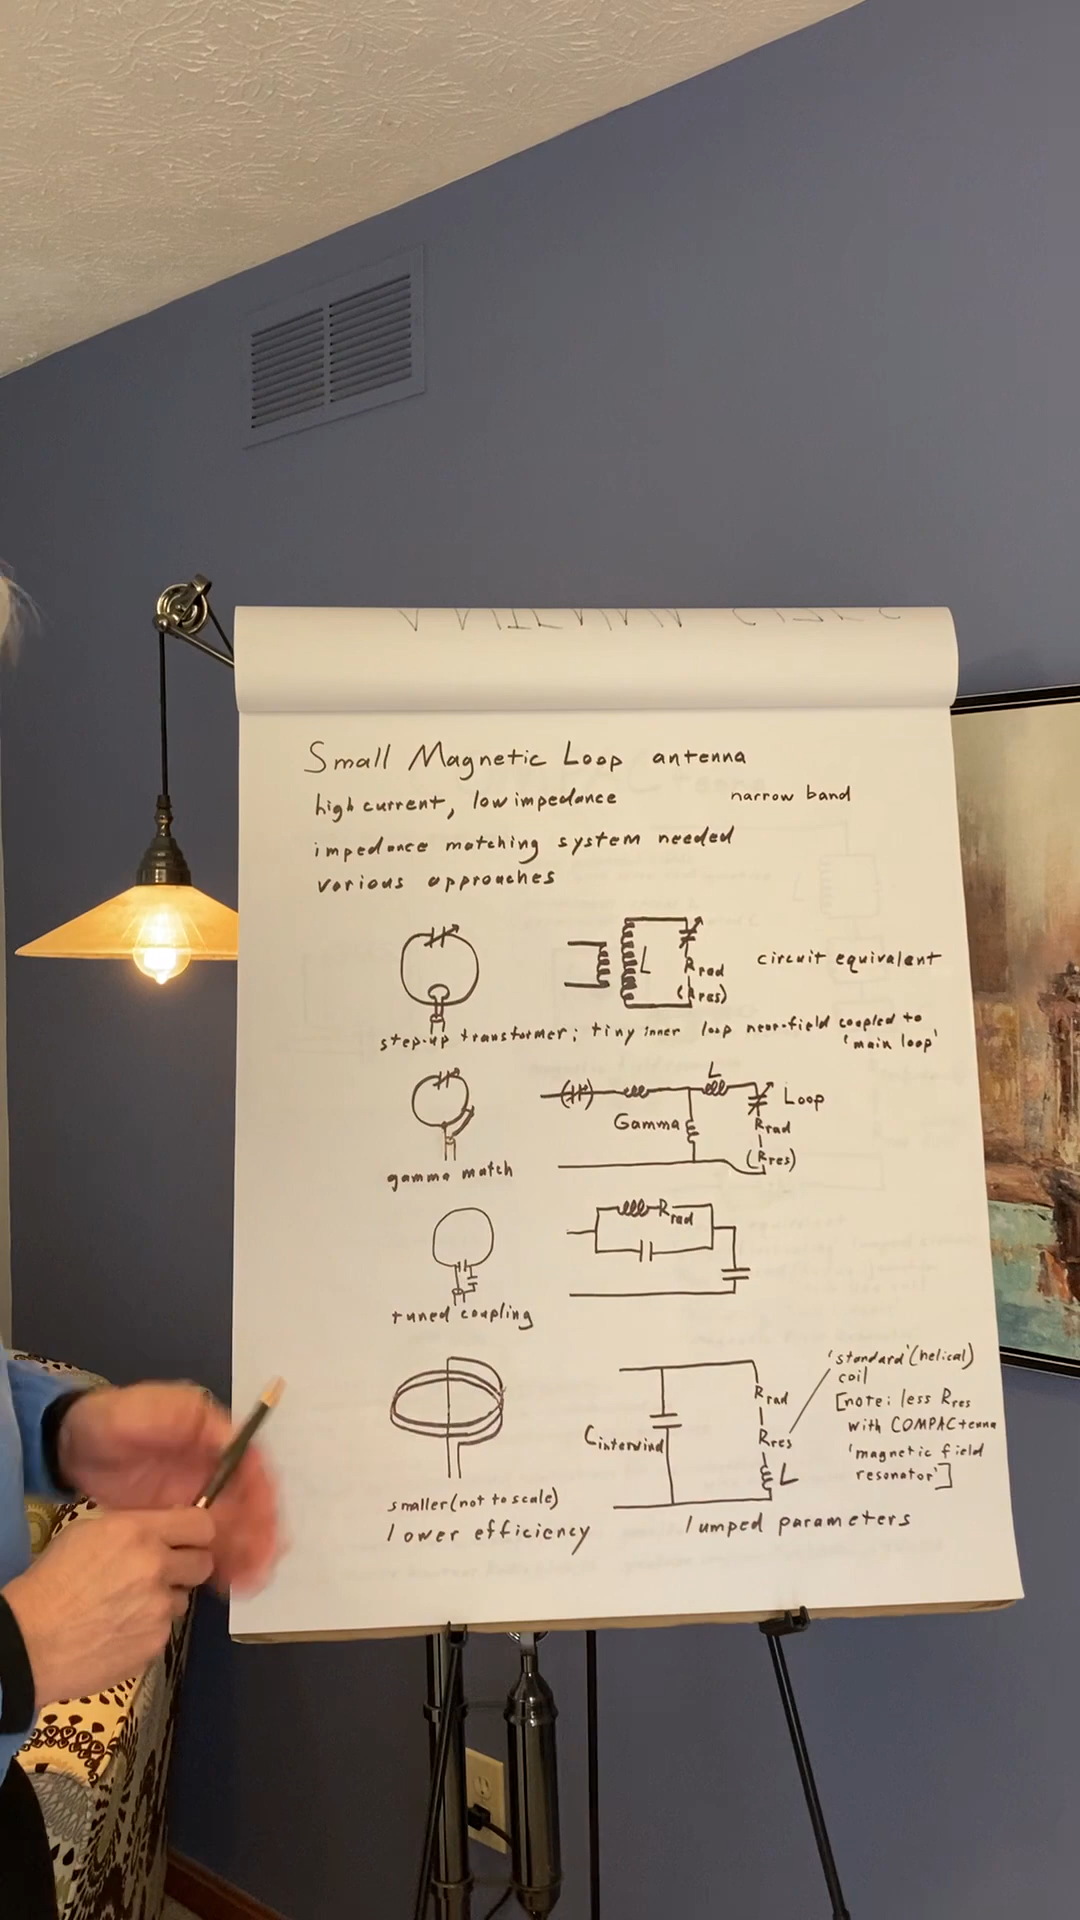 ANTENNA SIZES
Small Magnetic Loop antenna
high current, low impedance narrow band
impedance matching system needed
various approaches
L
Rrad
(Rres)
circuit equivalent
step-up transformer; tiny inner loop near-field coupled to
'main loop'
L
Loop
Gamma
Rrad
(Rres)
gamma match
Rrad
tuned coupling
'standard' (helical)
coil
[note: less Rres
with COMPACtenna
'magnetic field
resonator']
Rrad
Cinterwind
Rres
L
smaller (not to scale)
lower efficiency
lumped parameters